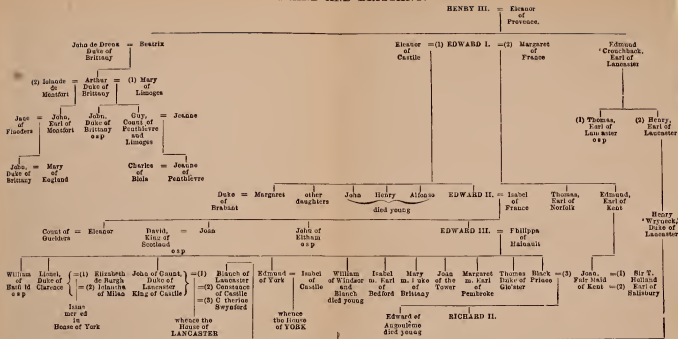 HENRY III. = Eleanor
of
Provence.
John de Dreux = Beatrix
Duke of
Brittany
Eleanor =(1) EDWARD I. =(2) Margaret
of
Castile
of
France
Edmund
'Crouchback,
Earl of
Lancaster
(2) Iolande = Arthur = (1) Mary
de
Montfort
Duke of
Brittany
of
Limoges
Jane = John,
of
Flanders
Earl of
Montfort
John,
Duke of
Brittany
o s p
Guy, = Jeanne
Count of
Penthièvre
and
Limoges
(1) Thomas,
Earl of
Lancaster
o s p
(2) Henry,
Earl of
Lancaster
John, = Mary
Duke of
Brittany
of
England
Charles = Jeanne
of
Blois
of
Penthièvre
Duke = Margaret
of
Brabant
other
daughters
John Henry Alfonso
died young
EDWARD II. = Isabel
of
France
Thomas,
Earl of
Norfolk
Edmund,
Earl of
Kent
Henry
'Wryneck,'
Duke of
Lancaster
Count of = Eleanor
Guelders
David, = Joan
King of
Scotland
o s p
John of
Eltham
o s p
EDWARD III. = Philippa
of
Hainault
William
of
Hatfield
o s p
Lionel,
Duke of
Clarence
=(1) Elizabeth
de Burgh
=(2) Iolantha
of Milan
Issue
merged in
House of York
John of Gaunt,
Duke of
Lancaster
King of Castile
=(1) Blanch of
Lancaster
=(2) Constance
of Castile
=(3) Catherine
Swynford
whence the
House of
LANCASTER
Edmund = Isabel
of York
of
Castile
whence
the House
of YORK
William
of Windsor
and
Blanch
died young
Isabel
m. Earl
of
Bedford
Mary
m. Duke
of
Brittany
Joan
of the
Tower
Margaret
m. Earl
of
Pembroke
Thomas
Duke of
Glo'ster
Black =(3) Joan, =(1) Sir T.
Prince
Fair Maid
of Kent
Holland
=(2) Earl of
Salisbury
Edward of
Angoulême
died young
RICHARD II.